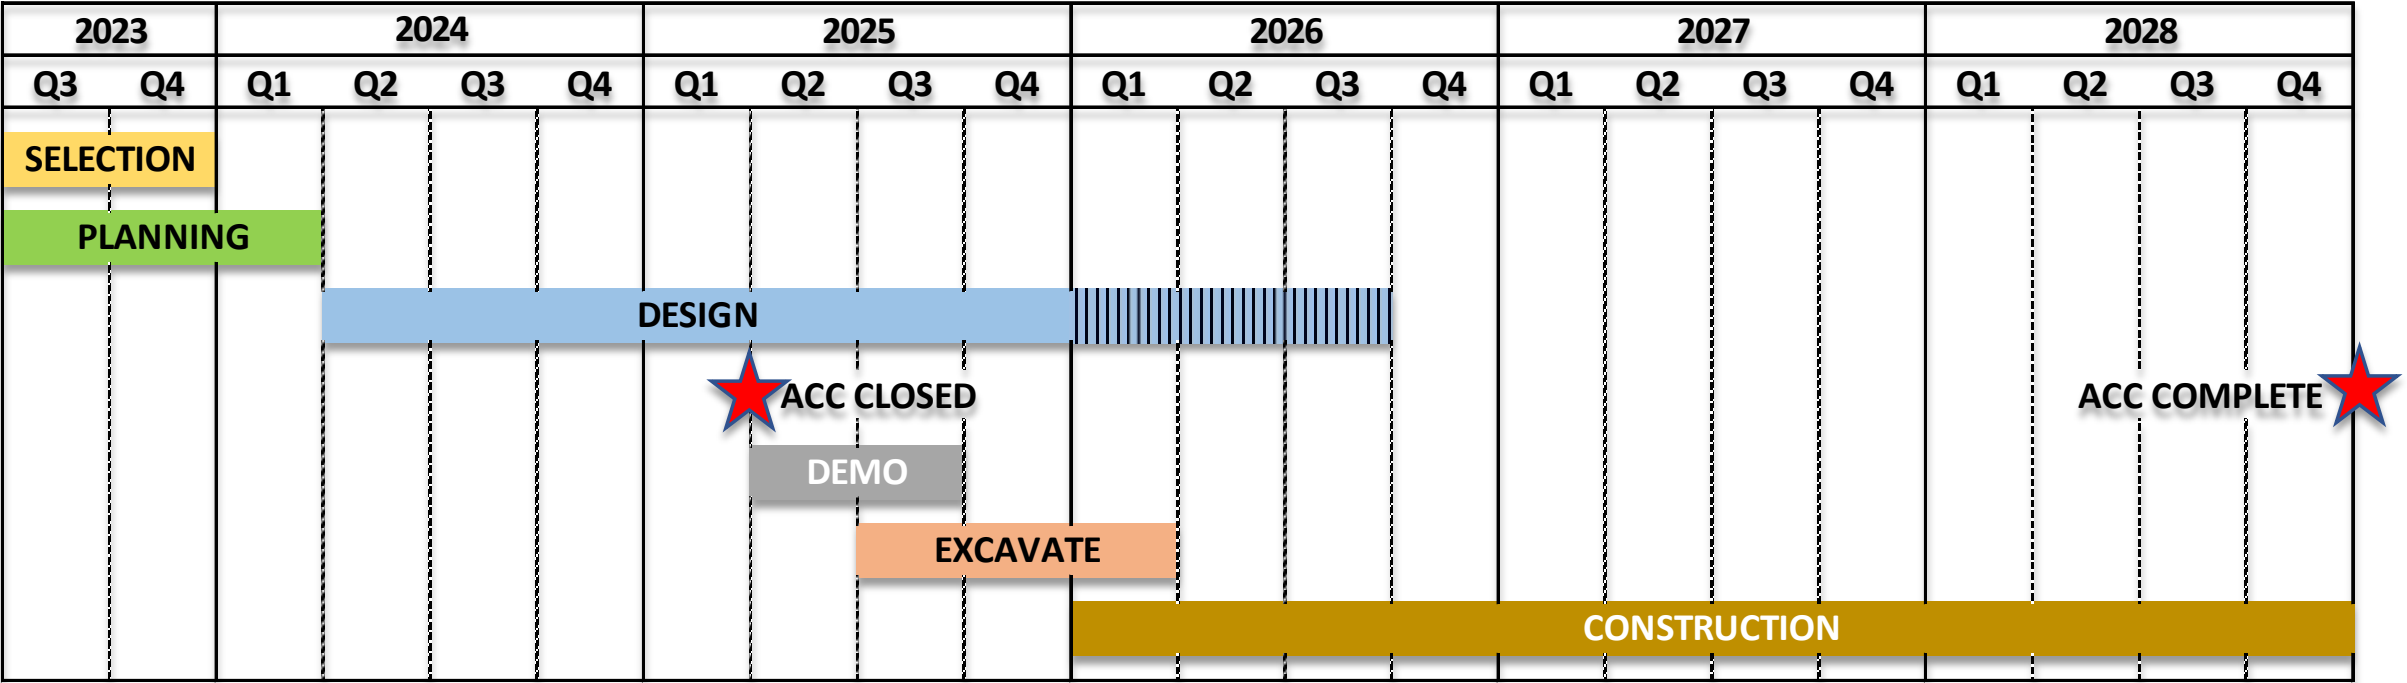 2023 2024 2025 2026 2027 2028
Q3 Q4 Q1 Q2 Q3 Q4 Q1 Q2 Q3 Q4 Q1 Q2 Q3 Q4 Q1 Q2 Q3 Q4 Q1 Q2 Q3 Q4
SELECTION
PLANNING
DESIGN
ACC CLOSED
ACC COMPLETE
DEMO
EXCAVATE
CONSTRUCTION